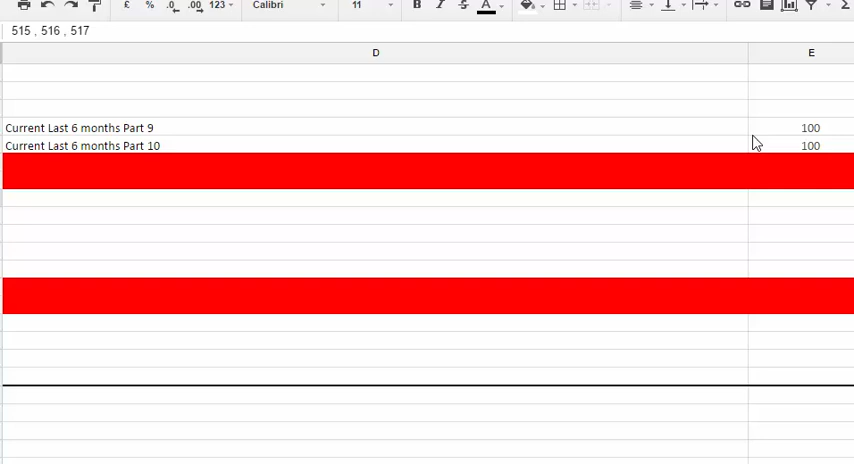 £ % .0 .00 123 Calibri 11 B I S A Σ
515 , 516 , 517
D E
Current Last 6 months Part 9 100
Current Last 6 months Part 10 100